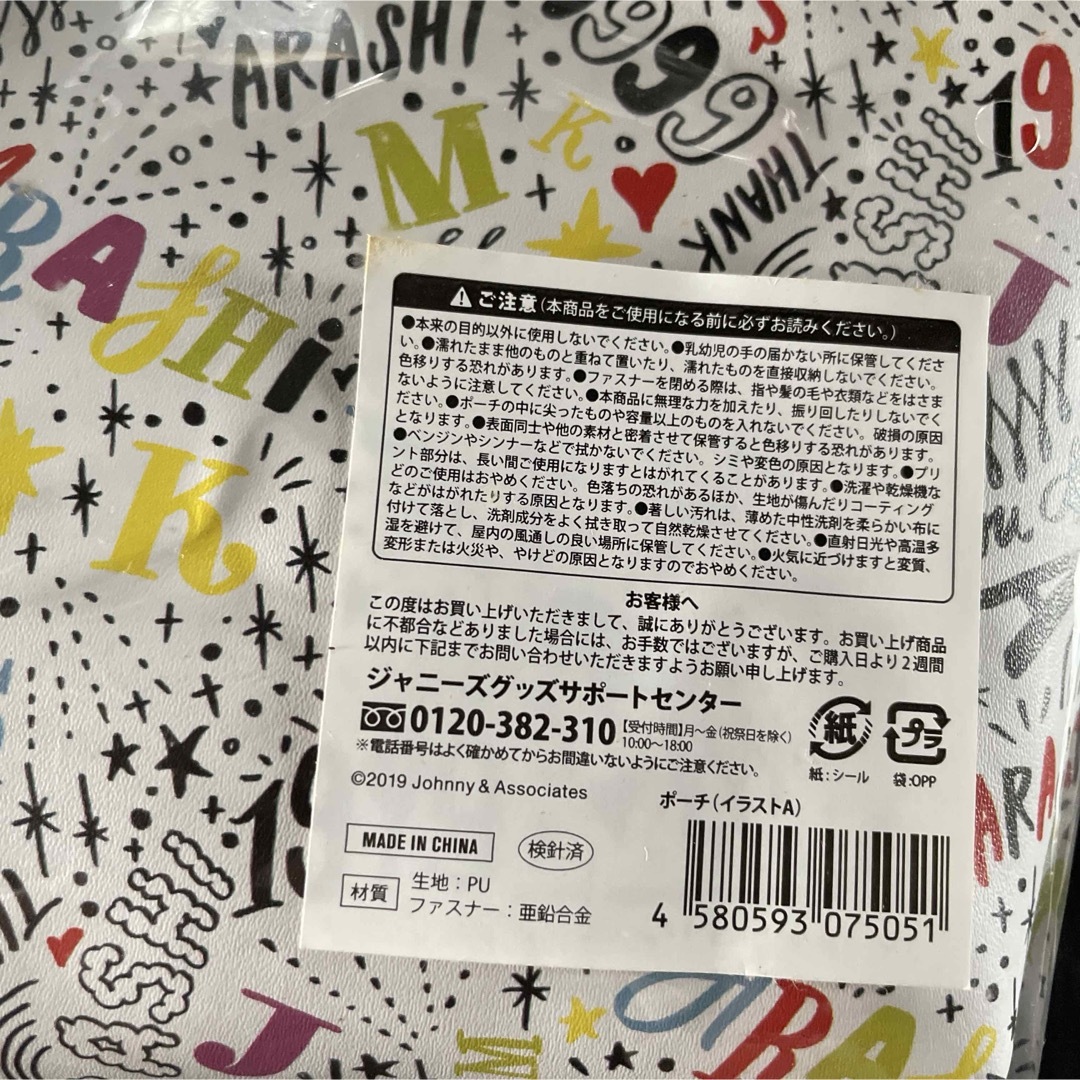 ARASHI
999
S
19
M
K
THANK
ARASHI
J
K
⚠ご注意（本商品をご使用になる前に必ずお読みください。）
●本来の目的以外に使用しないでください。●乳幼児の手の届かない所に保管してくださ
い。●濡れたまま他のものと重ねて置いたり、濡れたものを直接収納しないでください。
色移りする恐れがあります。●ファスナーを閉める際は、指や髪の毛や衣類などをはさま
ないように注意してください。●本商品に無理な力を加えたり、振り回したりしないでく
ださい。●ポーチの中に尖ったものや容量以上のものを入れないでください。破損の原因
となります。●表面同士や他の素材と密着させて保管すると色移りする恐れがあります。
●ベンジンやシンナーなどで拭かないでください。シミや変色の原因となります。●プリ
ント部分は、長い間ご使用になりますとはがれてくることがあります。●洗濯や乾燥機な
どのご使用はおやめください。色落ちの恐れがあるほか、生地が傷んだりコーティング
などがはがれたりする原因となります。●著しい汚れは、薄めた中性洗剤を柔らかい布に
付けて落とし、洗剤成分をよく拭き取って自然乾燥させてください。●直射日光や高温多
湿を避けて、屋内の風通しの良い場所に保管してください。●火気に近づけますと変質、
変形または火災や、やけどの原因となりますのでおやめください。
お客様へ
この度はお買い上げいただきまして、誠にありがとうございます。お買い上げ商品
に不都合などありました場合には、お手数ではございますが、ご購入日より2週間
以内に下記までお問い合わせいただきますようお願い申し上げます。
ジャニーズグッズサポートセンター
0120-382-310【受付時間】月～金（祝祭日を除く）
10:00～18:00
※電話番号はよく確かめてからお間違いないようにご注意ください。
紙
紙：シール
プラ
袋：OPP
©2019 Johnny & Associates
ポーチ（イラストA）
MADE IN CHINA
検針済
材質
生地：PU
ファスナー：亜鉛合金
4 580593 075051
19
J
M
ARA